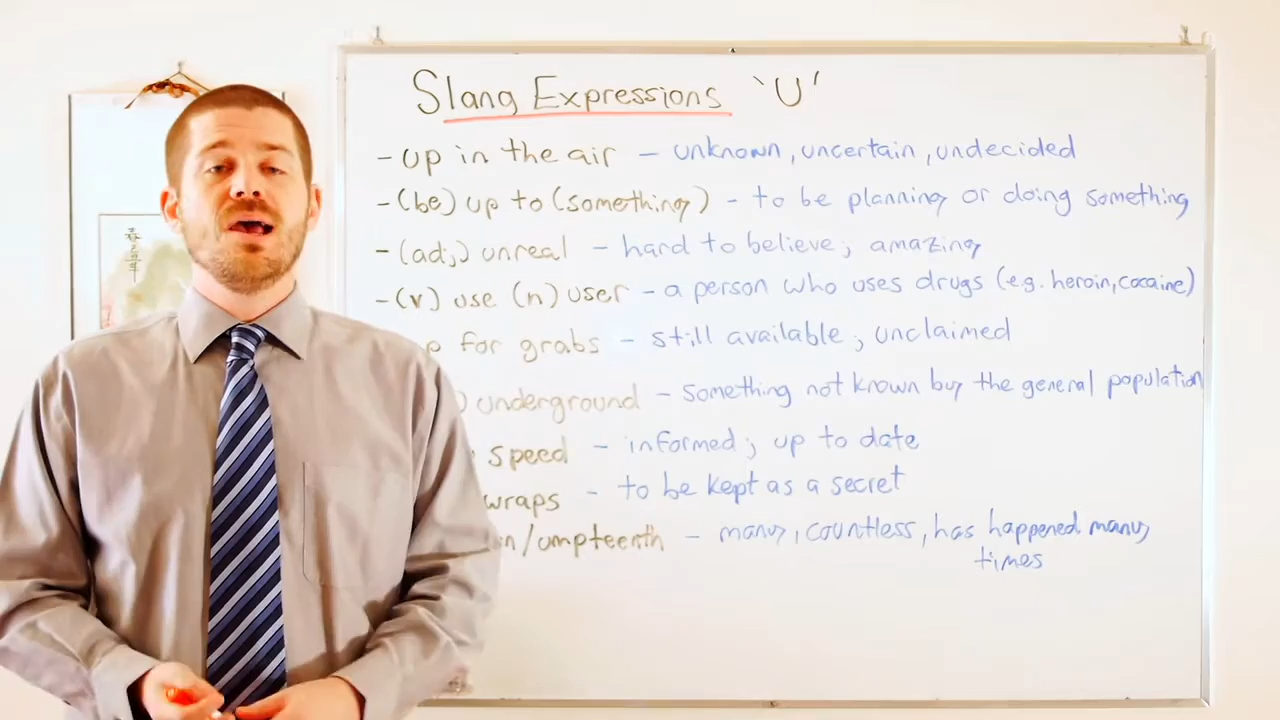 Slang Expressions 'U'
- up in the air - unknown, uncertain, undecided
- (be) up to (something) - to be planning or doing something
- (adj) unreal - hard to believe; amazing
- (v) use (n) user - a person who uses drugs (e.g. heroin, cocaine)
p for grabs - still available; unclaimed
) underground - something not known by the general population
speed - informed; up to date
wraps - to be kept as a secret
n/umpteenth - many, countless, has happened many
times